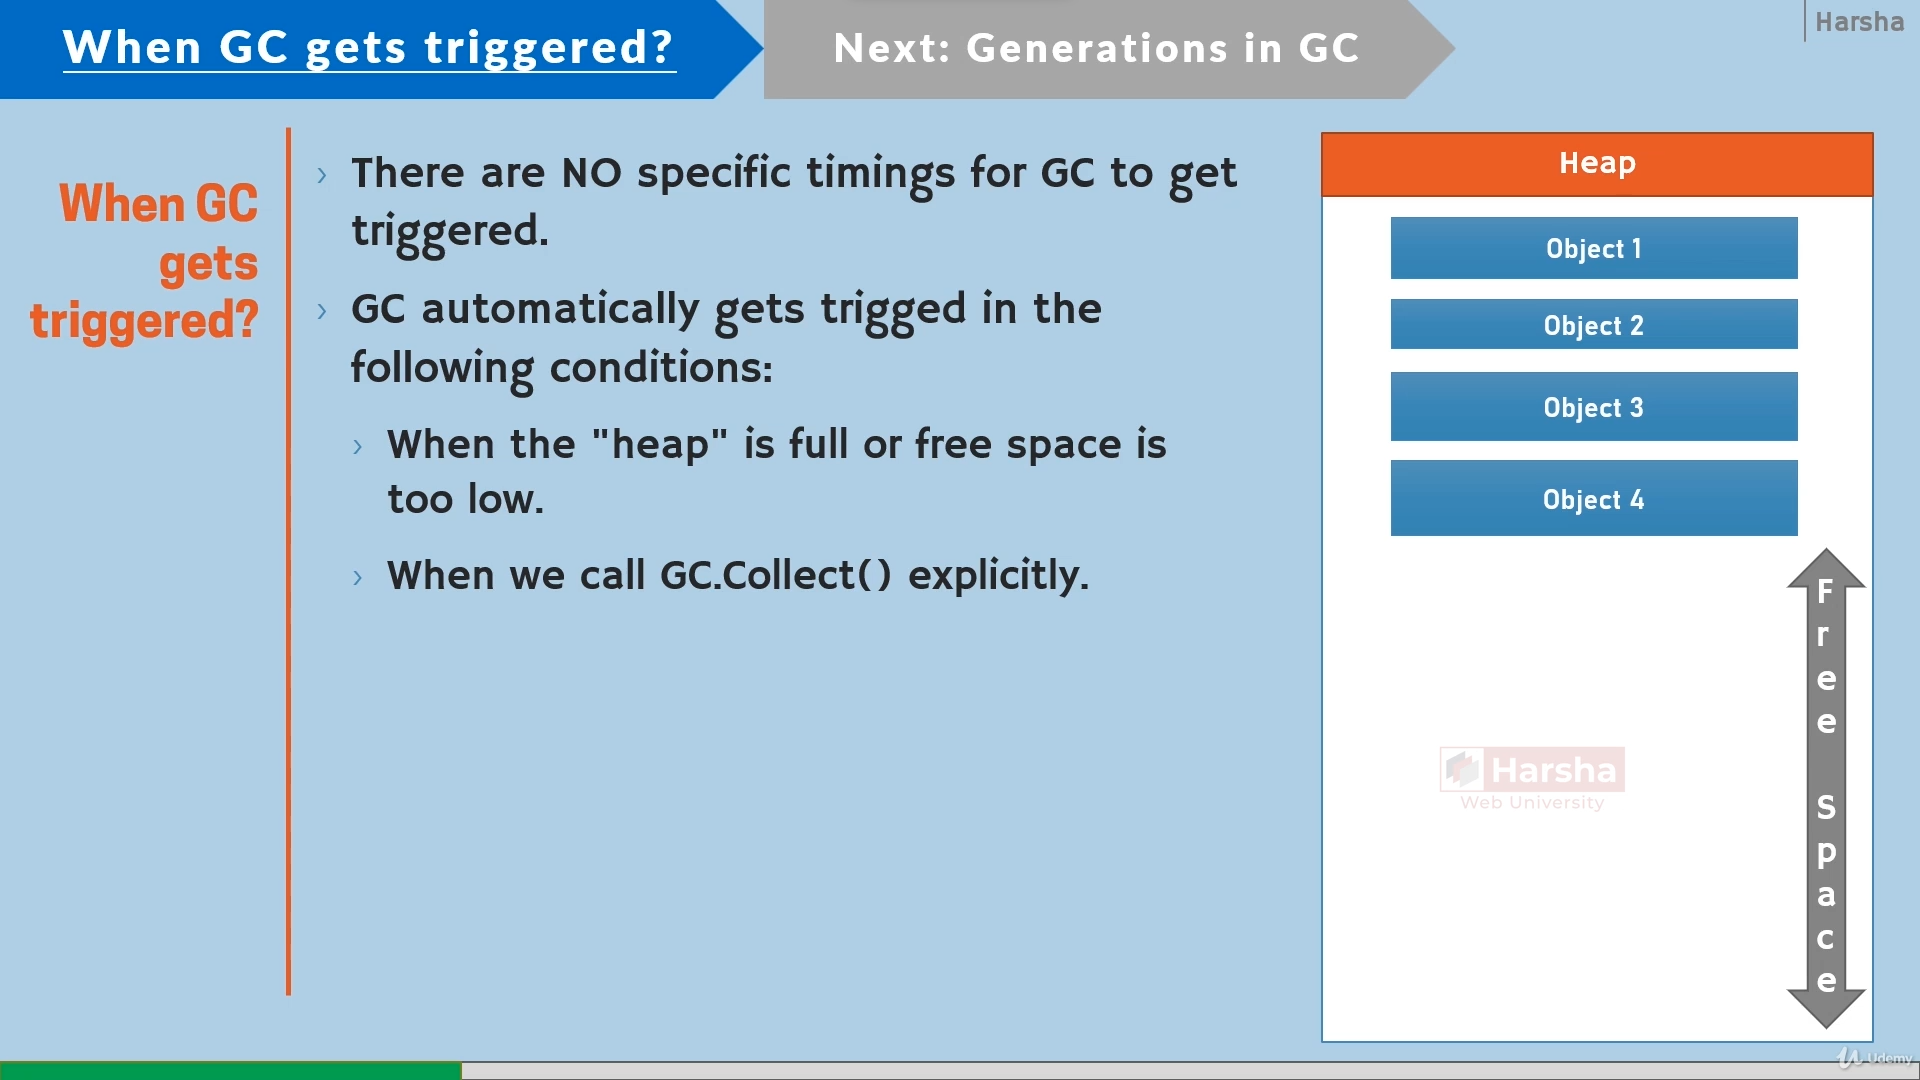 When GC gets triggered?
Next: Generations in GC
Harsha
When GC
gets
triggered?
› There are NO specific timings for GC to get
triggered.
› GC automatically gets trigged in the
following conditions:
› When the "heap" is full or free space is
too low.
› When we call GC.Collect() explicitly.
Heap
Object 1
Object 2
Object 3
Object 4
Free Space
Harsha
Web University
Udemy